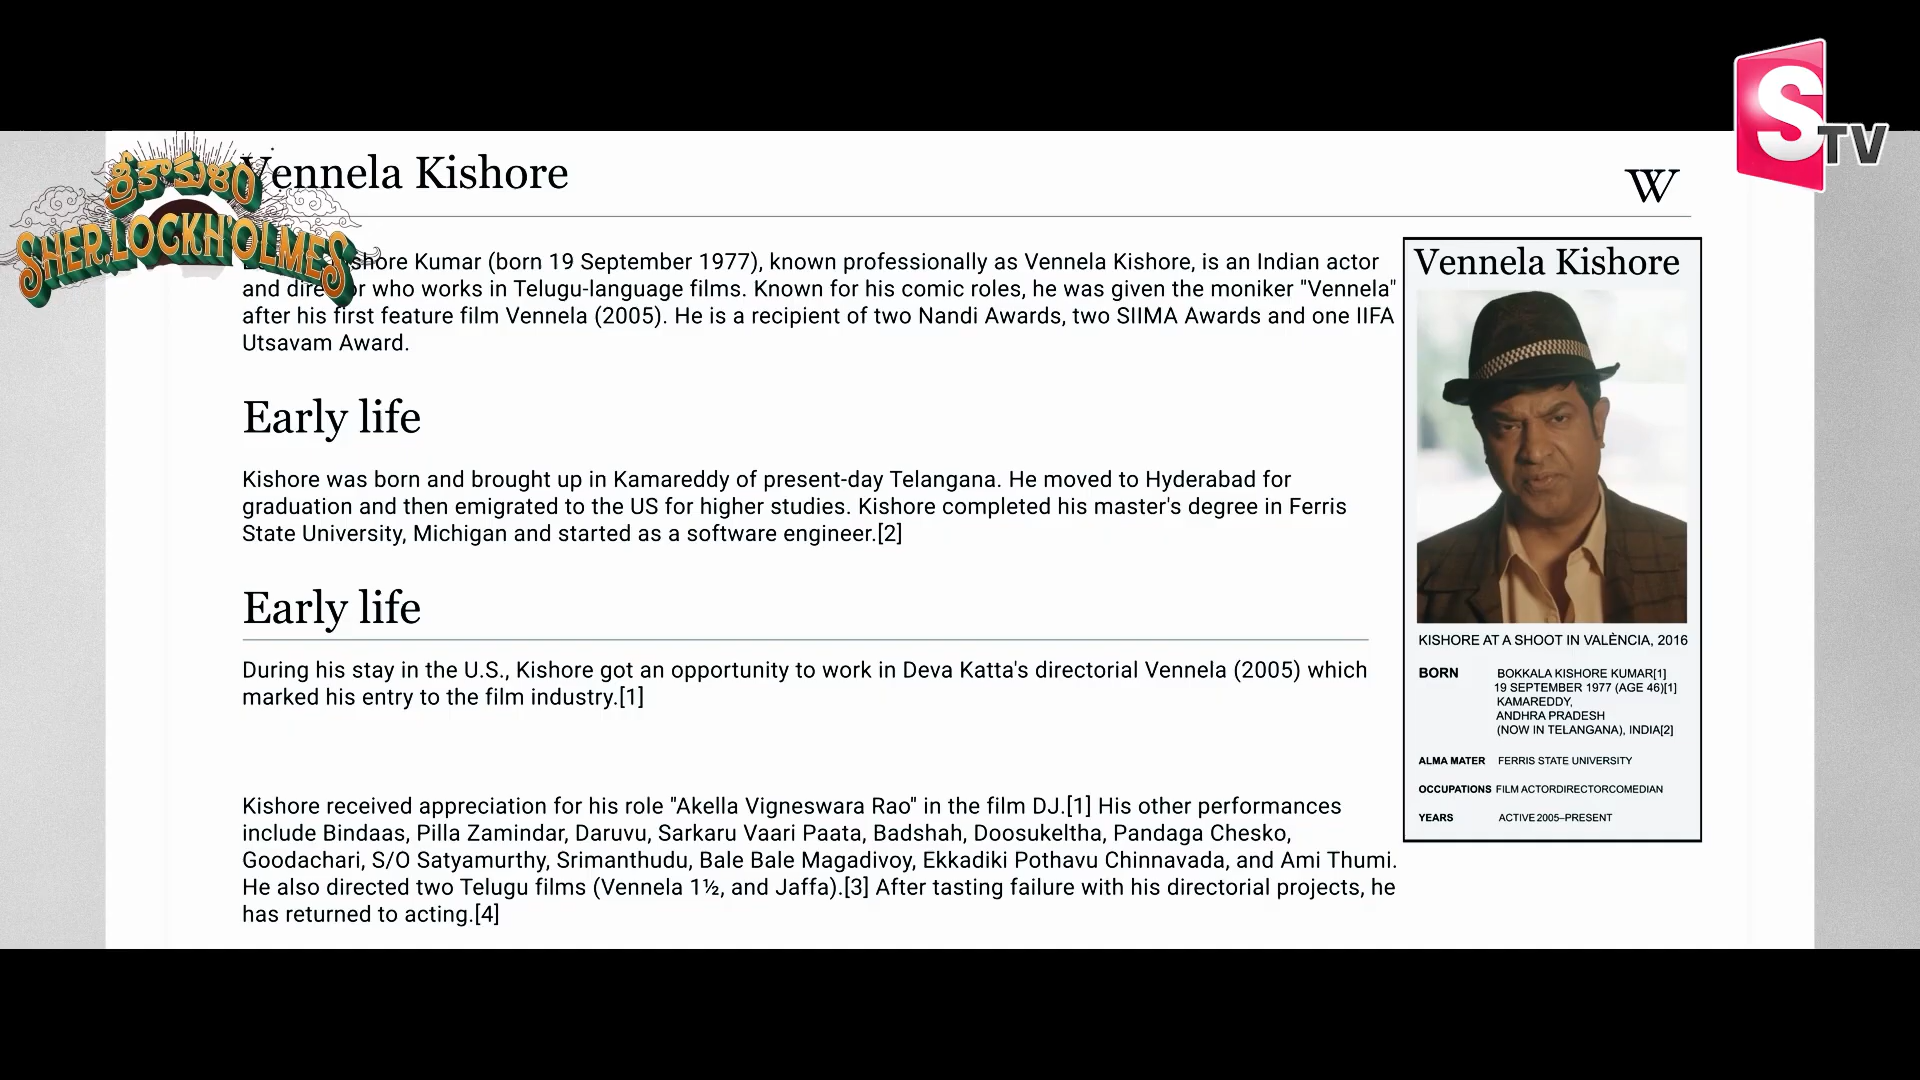 S
TV
శ్రీకాకుళం
SHERLOCKHOLMES
Vennela Kishore
W
shore Kumar (born 19 September 1977), known professionally as Vennela Kishore, is an Indian actor
and dire r who works in Telugu-language films. Known for his comic roles, he was given the moniker "Vennela"
after his first feature film Vennela (2005). He is a recipient of two Nandi Awards, two SIIMA Awards and one IIFA
Utsavam Award.
Early life
Kishore was born and brought up in Kamareddy of present-day Telangana. He moved to Hyderabad for
graduation and then emigrated to the US for higher studies. Kishore completed his master's degree in Ferris
State University, Michigan and started as a software engineer.[2]
Early life
During his stay in the U.S., Kishore got an opportunity to work in Deva Katta's directorial Vennela (2005) which
marked his entry to the film industry.[1]
Kishore received appreciation for his role "Akella Vigneswara Rao" in the film DJ.[1] His other performances
include Bindaas, Pilla Zamindar, Daruvu, Sarkaru Vaari Paata, Badshah, Doosukeltha, Pandaga Chesko,
Goodachari, S/O Satyamurthy, Srimanthudu, Bale Bale Magadivoy, Ekkadiki Pothavu Chinnavada, and Ami Thumi.
He also directed two Telugu films (Vennela 1½, and Jaffa).[3] After tasting failure with his directorial projects, he
has returned to acting.[4]
Vennela Kishore
KISHORE AT A SHOOT IN VALÈNCIA, 2016
BORN BOKKALA KISHORE KUMAR[1]
19 SEPTEMBER 1977 (AGE 46)[1]
KAMAREDDY,
ANDHRA PRADESH
(NOW IN TELANGANA), INDIA[2]
ALMA MATER FERRIS STATE UNIVERSITY
OCCUPATIONS FILM ACTORDIRECTORCOMEDIAN
YEARS ACTIVE 2005–PRESENT